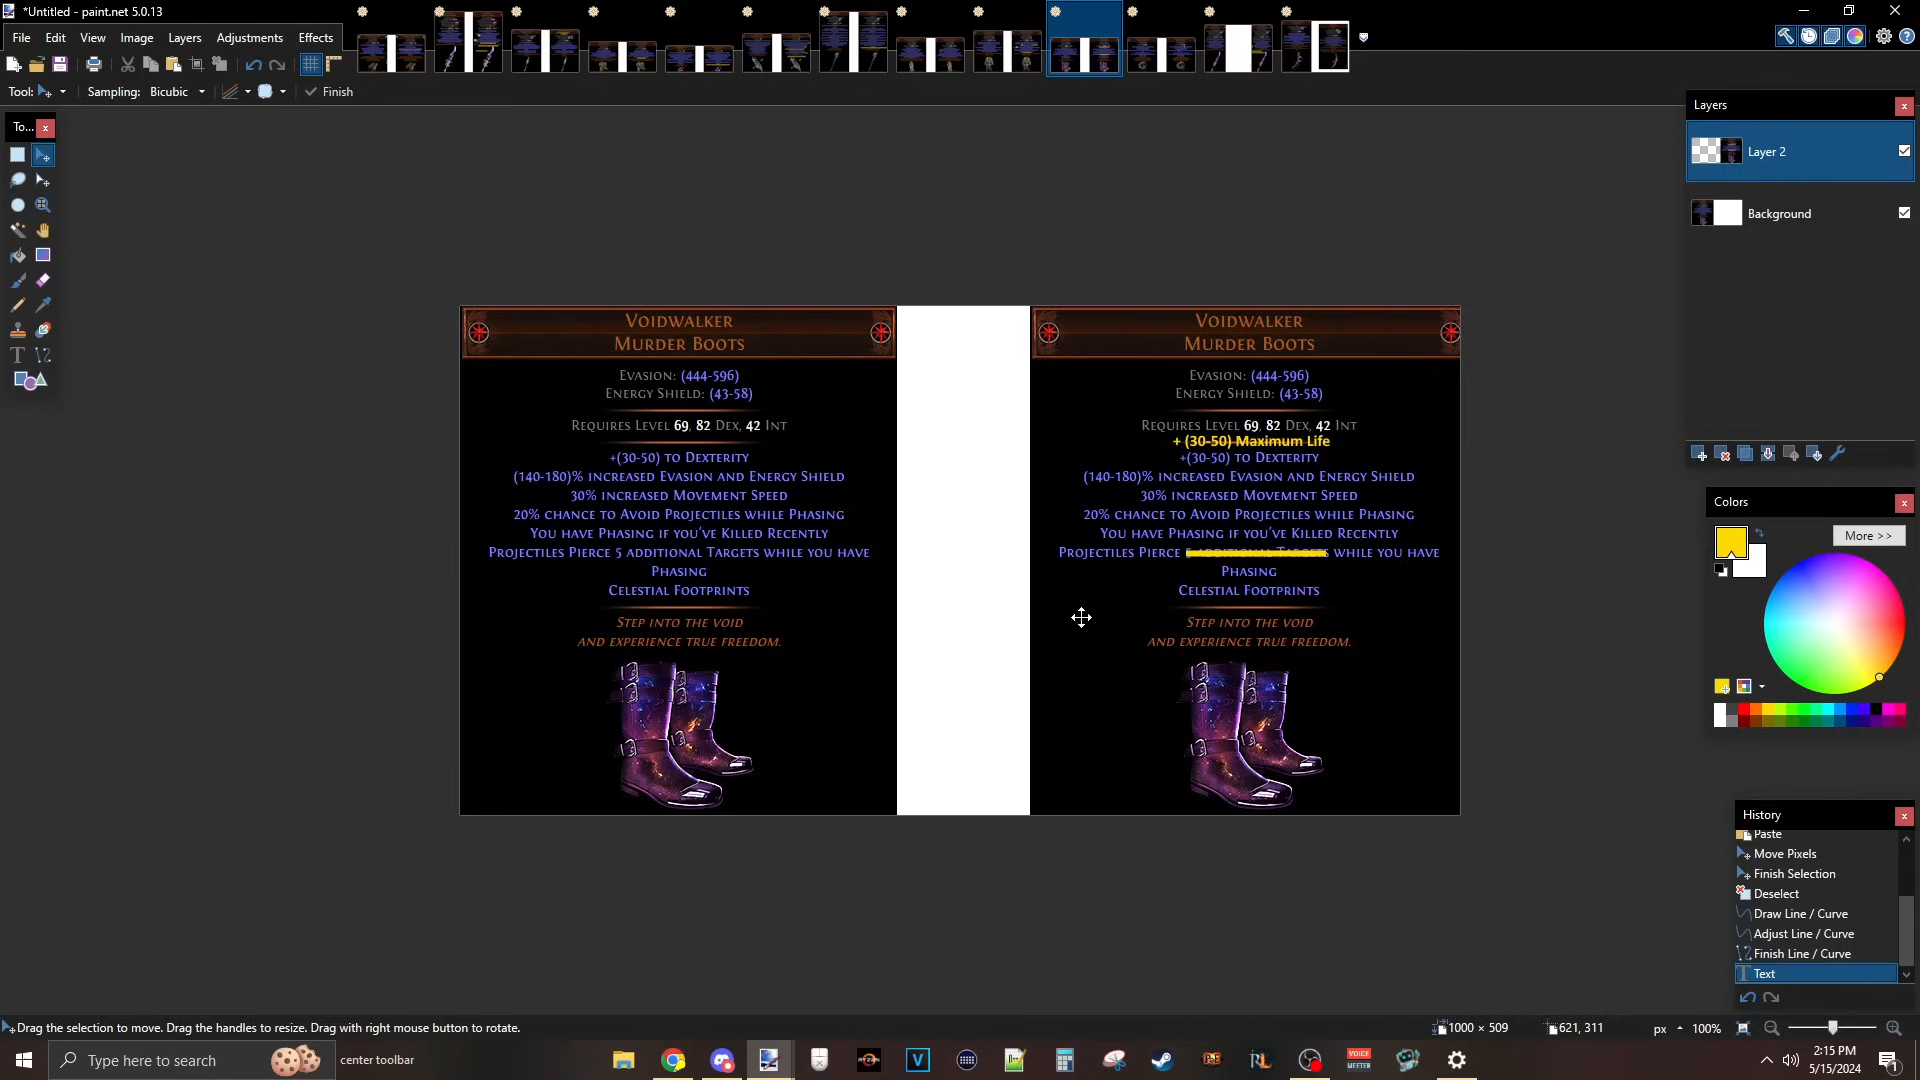 *Untitled - paint.net 5.0.13
File Edit View Image Layers Adjustments Effects
Tool: Sampling: Bicubic Finish
To...
Layers
Layer 2
Background
Voidwalker
Murder Boots
Evasion: (444-596)
Energy Shield: (43-58)
Requires Level 69, 82 Dex, 42 Int
+(30-50) to Dexterity
(140-180)% increased Evasion and Energy Shield
30% increased Movement Speed
20% chance to Avoid Projectiles while Phasing
You have Phasing if you've Killed Recently
Projectiles Pierce 5 additional Targets while you have
Phasing
Celestial Footprints
Step into the void
and experience true freedom.
Voidwalker
Murder Boots
Evasion: (444-596)
Energy Shield: (43-58)
Requires Level 69, 82 Dex, 42 Int
+ (30-50) Maximum Life
+(30-50) to Dexterity
(140-180)% increased Evasion and Energy Shield
30% increased Movement Speed
20% chance to Avoid Projectiles while Phasing
You have Phasing if you've Killed Recently
Projectiles Pierce 5 additional Targets while you have
Phasing
Celestial Footprints
Step into the void
and experience true freedom.
Colors
More >>
History
Paste
Move Pixels
Finish Selection
Deselect
Draw Line / Curve
Adjust Line / Curve
Finish Line / Curve
Text
Drag the selection to move. Drag the handles to resize. Drag with right mouse button to rotate.
1000 × 509
621, 311
px
100%
Type here to search
center toolbar
2:15 PM
5/15/2024